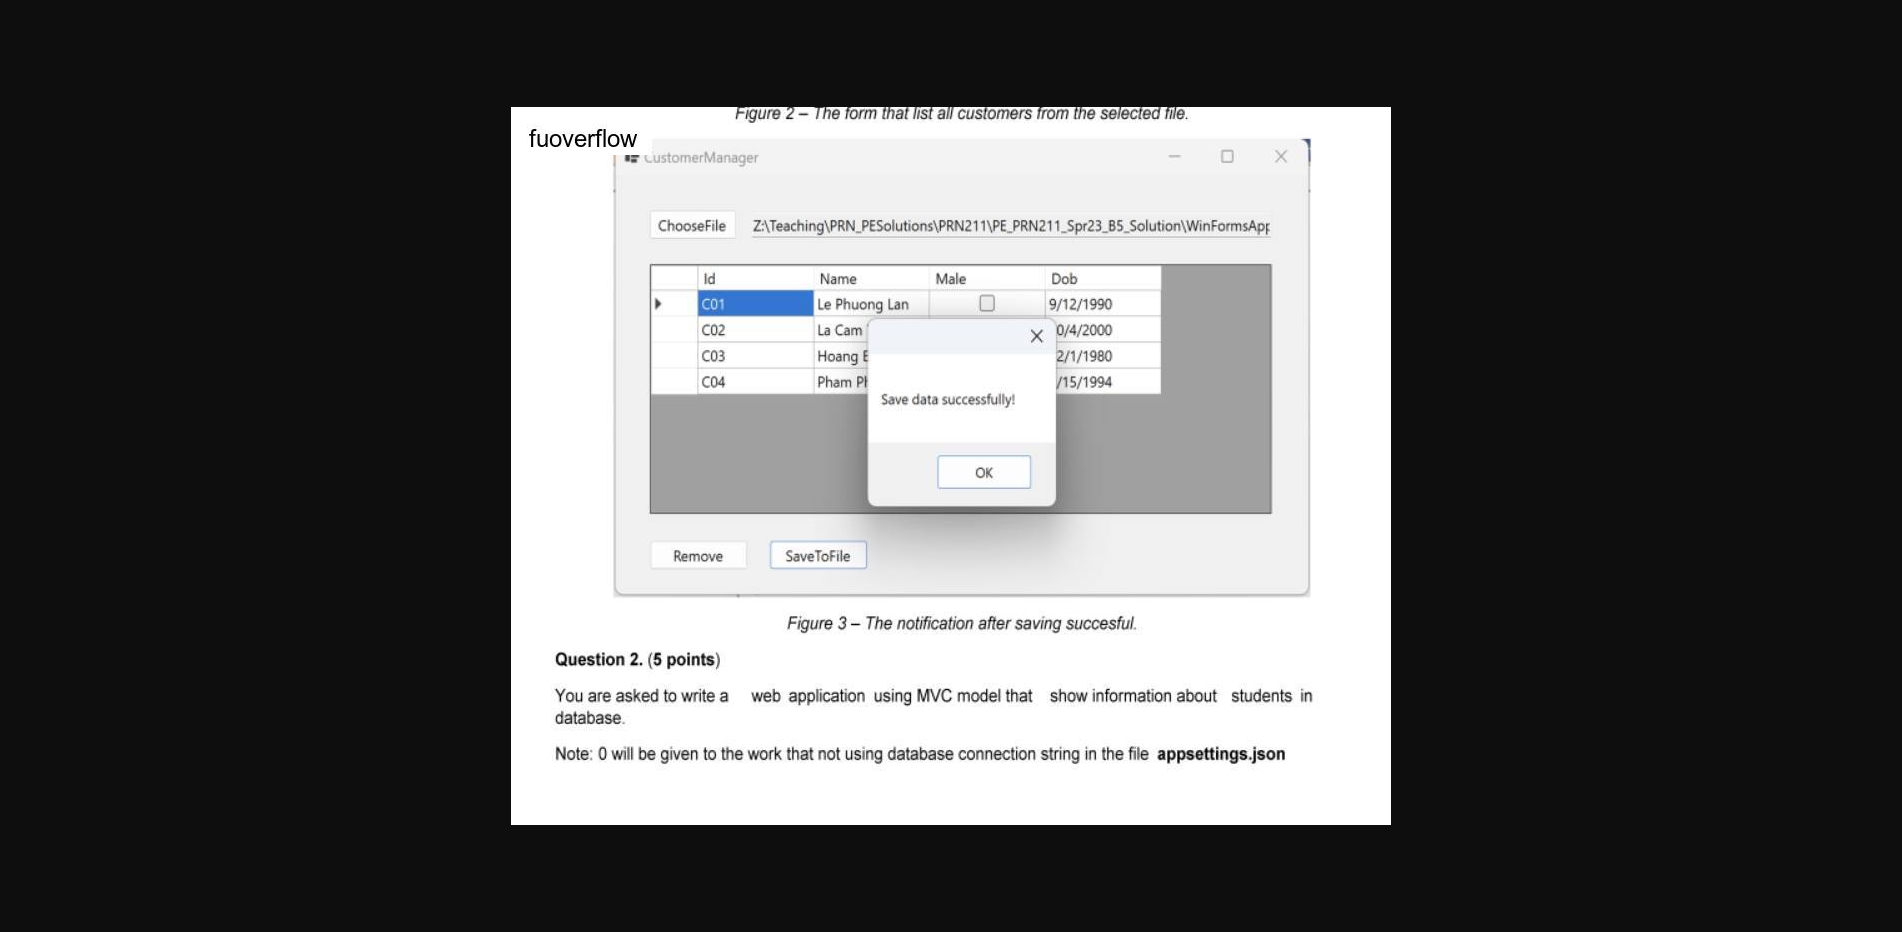 Figure 2 – The form that list all customers from the selected file.
fuoverflow
CustomerManager
ChooseFile Z:\Teaching\PRN_PESolutions\PRN211\PE_PRN211_Spr23_B5_Solution\WinFormsApp
Id Name Male Dob
C01 Le Phuong Lan 9/12/1990
C02 La Cam 0/4/2000
C03 Hoang 2/1/1980
C04 Pham /15/1994
Save data successfully!
OK
Remove SaveToFile
Figure 3 – The notification after saving succesful.
Question 2. (5 points)
You are asked to write a web application using MVC model that show information about students in
database.
Note: 0 will be given to the work that not using database connection string in the file appsettings.json